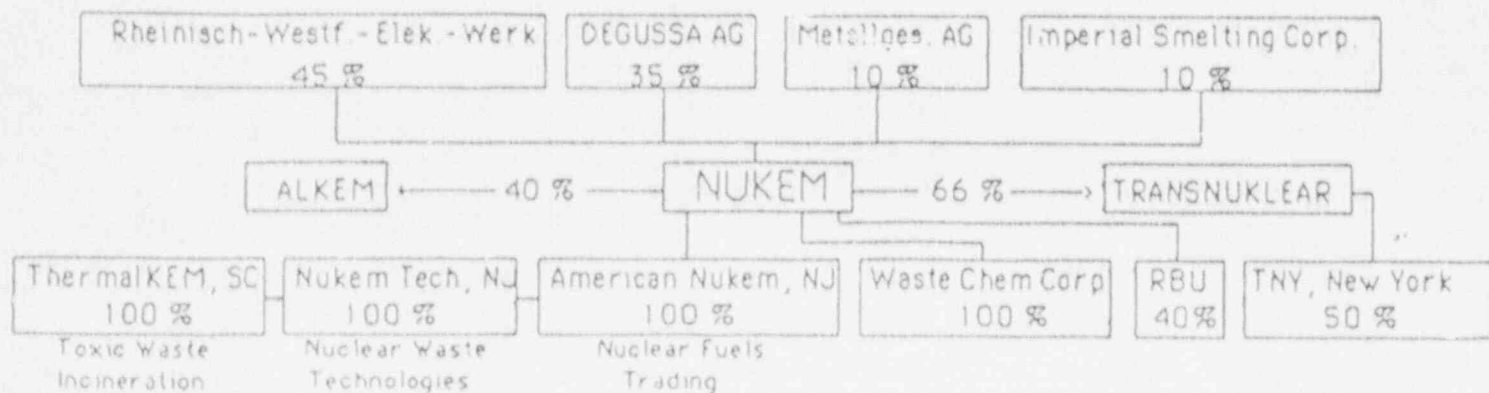 Rheinisch-Westf.-Elek.-Werk
45 %
DEGUSSA AG
35 %
Metallges. AG
10 %
Imperial Smelting Corp.
10 %
ALKEM
40 %
NUKEM
66 %
TRANSNUKLEAR
ThermalKEM, SC
100 %
Toxic Waste
Incineration
Nukem Tech, NJ
100 %
Nuclear Waste
Technologies
American Nukem, NJ
100 %
Nuclear Fuels
Trading
Waste Chem Corp
100 %
RBU
40%
TNY, New York
50 %